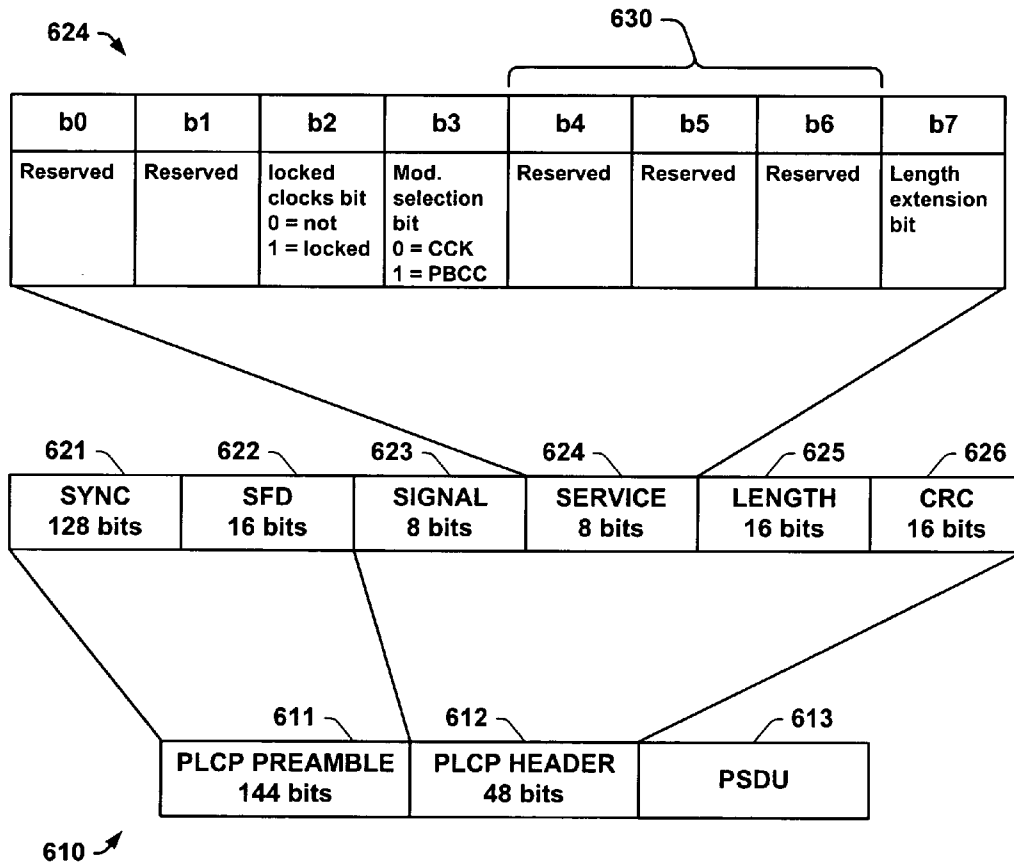 630
624
b0 b1 b2 b3 b4 b5 b6 b7
Reserved
Reserved
locked
clocks bit
0 = not
1 = locked
Mod.
selection
bit
0 = CCK
1 = PBCC
Reserved
Reserved
Reserved
Length
extension
bit
621 622 623 624 625 626
SYNC
128 bits
SFD
16 bits
SIGNAL
8 bits
SERVICE
8 bits
LENGTH
16 bits
CRC
16 bits
611 612 613
PLCP PREAMBLE
144 bits
PLCP HEADER
48 bits
PSDU
610